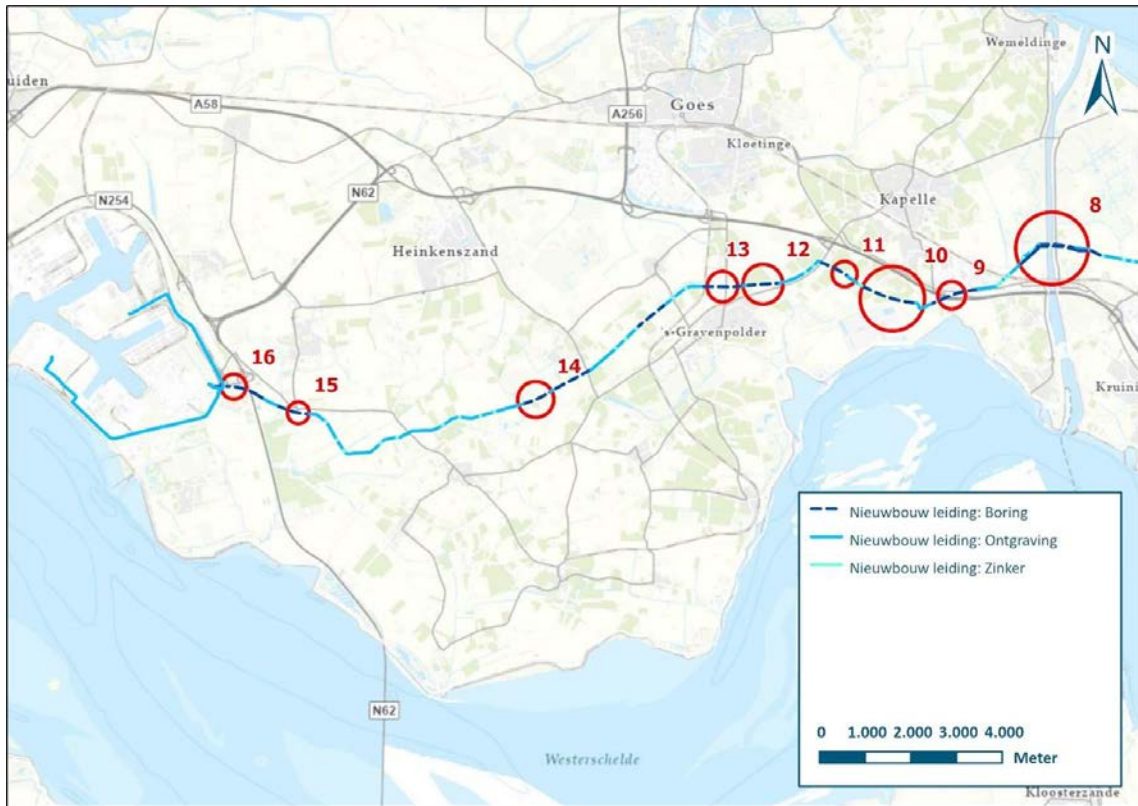 Wemeldinge
N
uiden
A58
Goes
A256
Kloetinge
N62
N254
Kapelle
8
Heinkenszand
13
12
11
10
9
's-Gravenpolder
16
14
15
Kruini
Nieuwbouw leiding: Boring
Nieuwbouw leiding: Ontgraving
Nieuwbouw leiding: Zinker
N62
0 1.000 2.000 3.000 4.000
Meter
Westerschelde
Kloosterzande